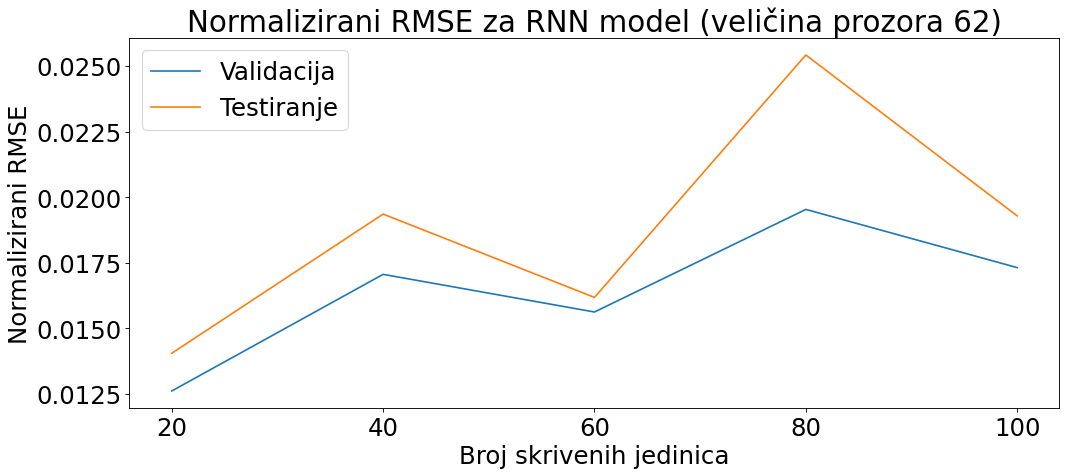 Normalizirani RMSE za RNN model (veličina prozora 62)
Validacija
Testiranje
Normalizirani RMSE
0.0250
0.0225
0.0200
0.0175
0.0150
0.0125
20 40 60 80 100
Broj skrivenih jedinica